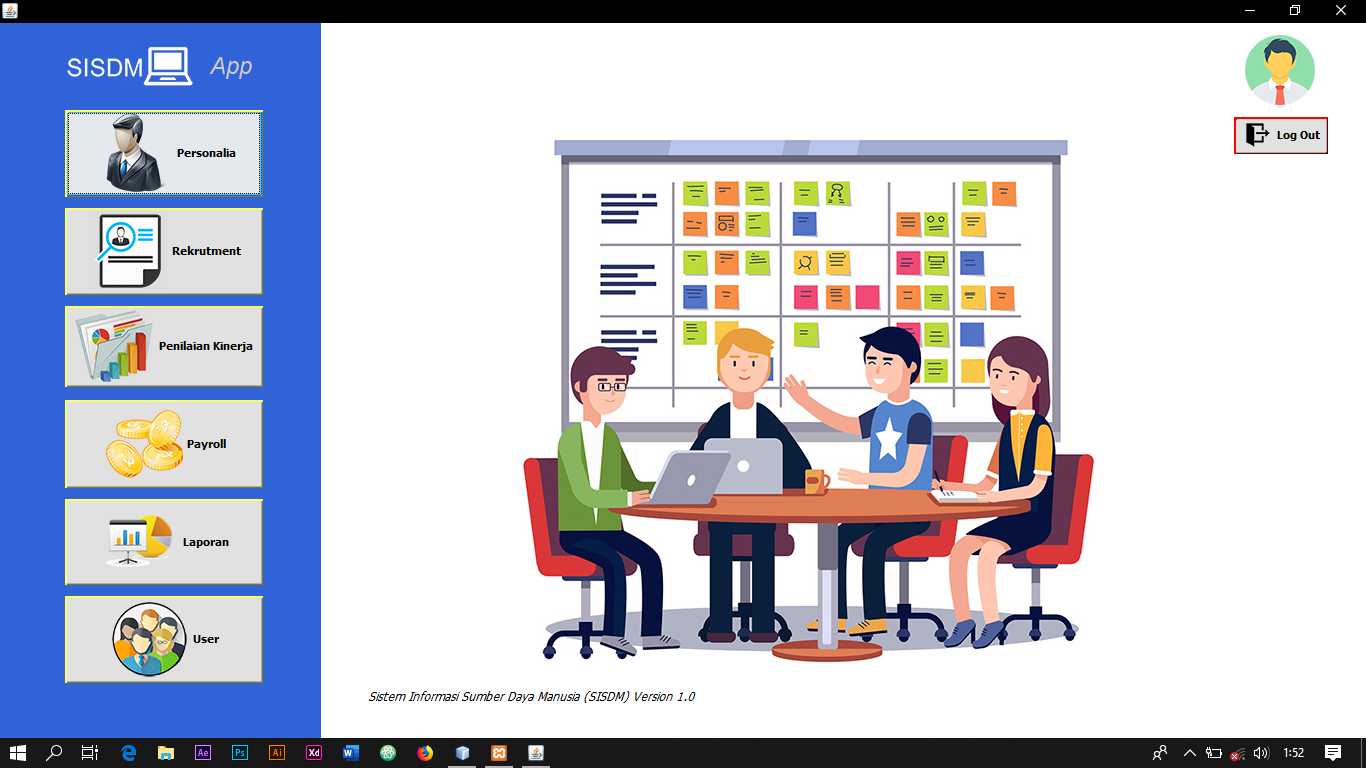 SISDM App
Personalia
Log Out
Rekrutment
Penilaian Kinerja
Payroll
Laporan
User
Sistem Informasi Sumber Daya Manusia (SISDM) Version 1.0
Ae
Ps
Ai
Xd
W
1:52